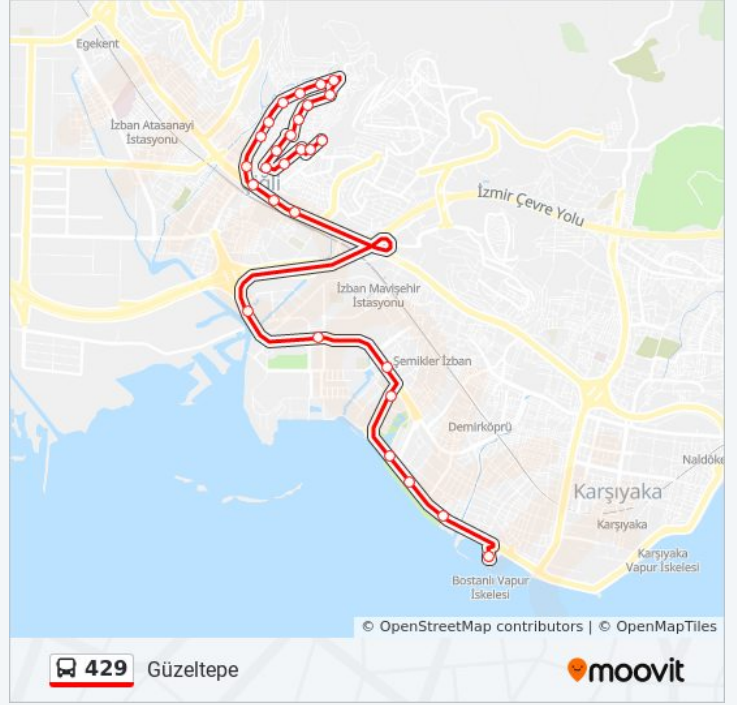 Egekent
İzban Atasanayi
İstasyonu
İzmir Çevre Yolu
İzban Mavişehir
İstasyonu
Şemikler İzban
Demirköprü
Naldöke
Karşıyaka
Karşıyaka
Karşıyaka
Vapur İskelesi
Bostanlı Vapur
İskelesi
© OpenStreetMap contributors | © OpenMapTiles
429 Güzeltepe
moovit